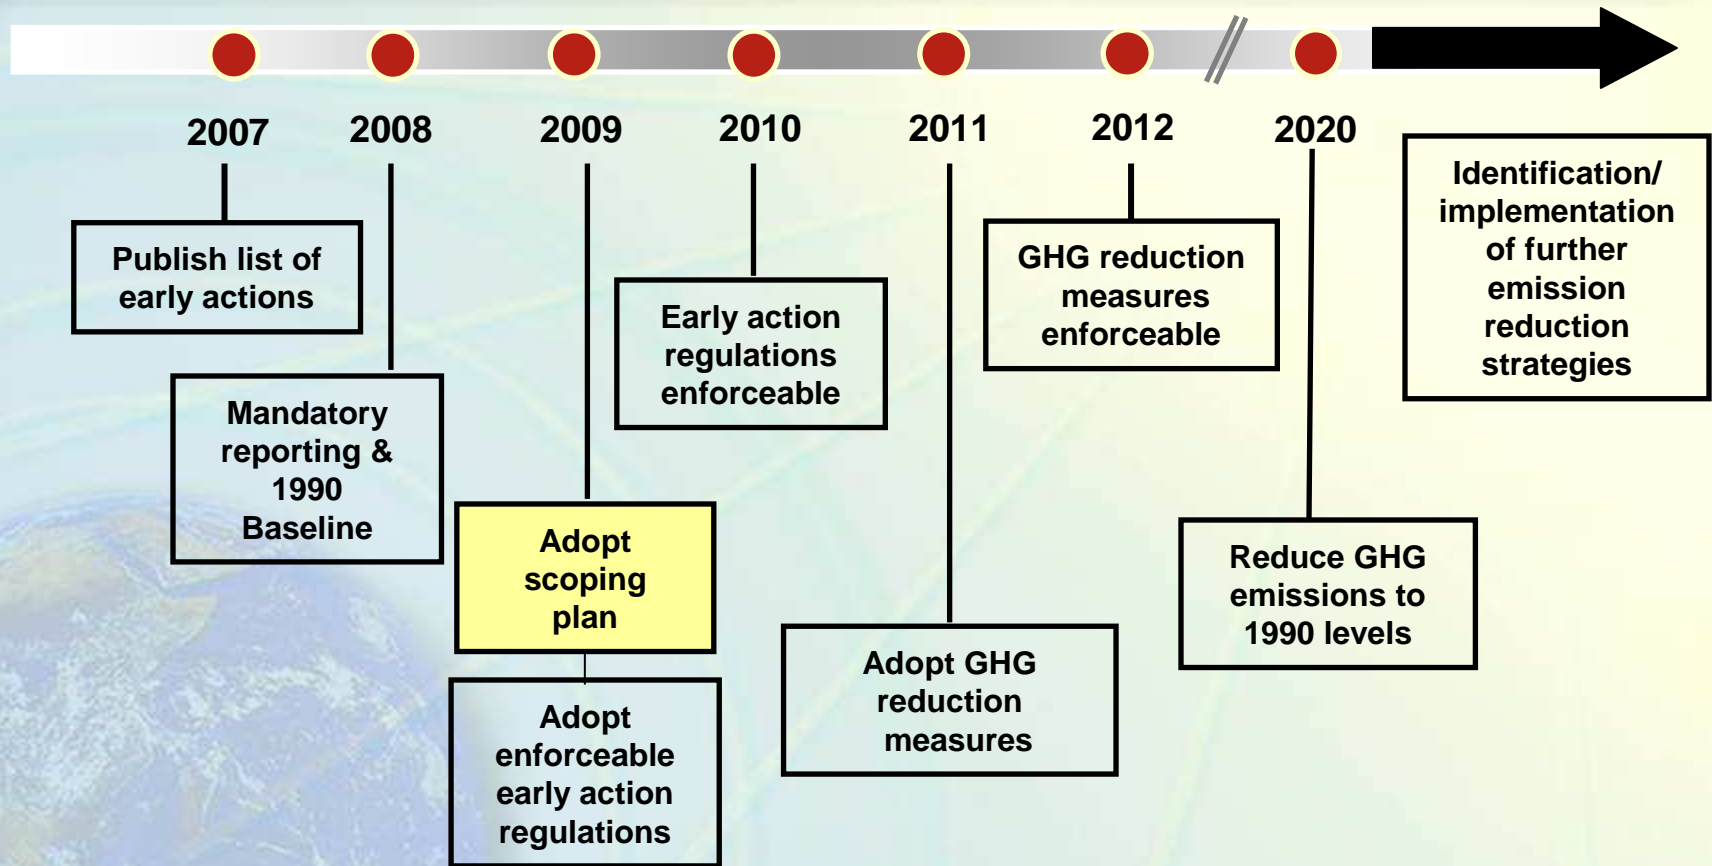 2007
2008
2009
2010
2011
2012
2020
Publish list of
early actions
Mandatory
reporting &
1990
Baseline
Adopt
scoping
plan
Adopt
enforceable
early action
regulations
Early action
regulations
enforceable
Adopt GHG
reduction
measures
GHG reduction
measures
enforceable
Reduce GHG
emissions to
1990 levels
Identification/
implementation
of further
emission
reduction
strategies